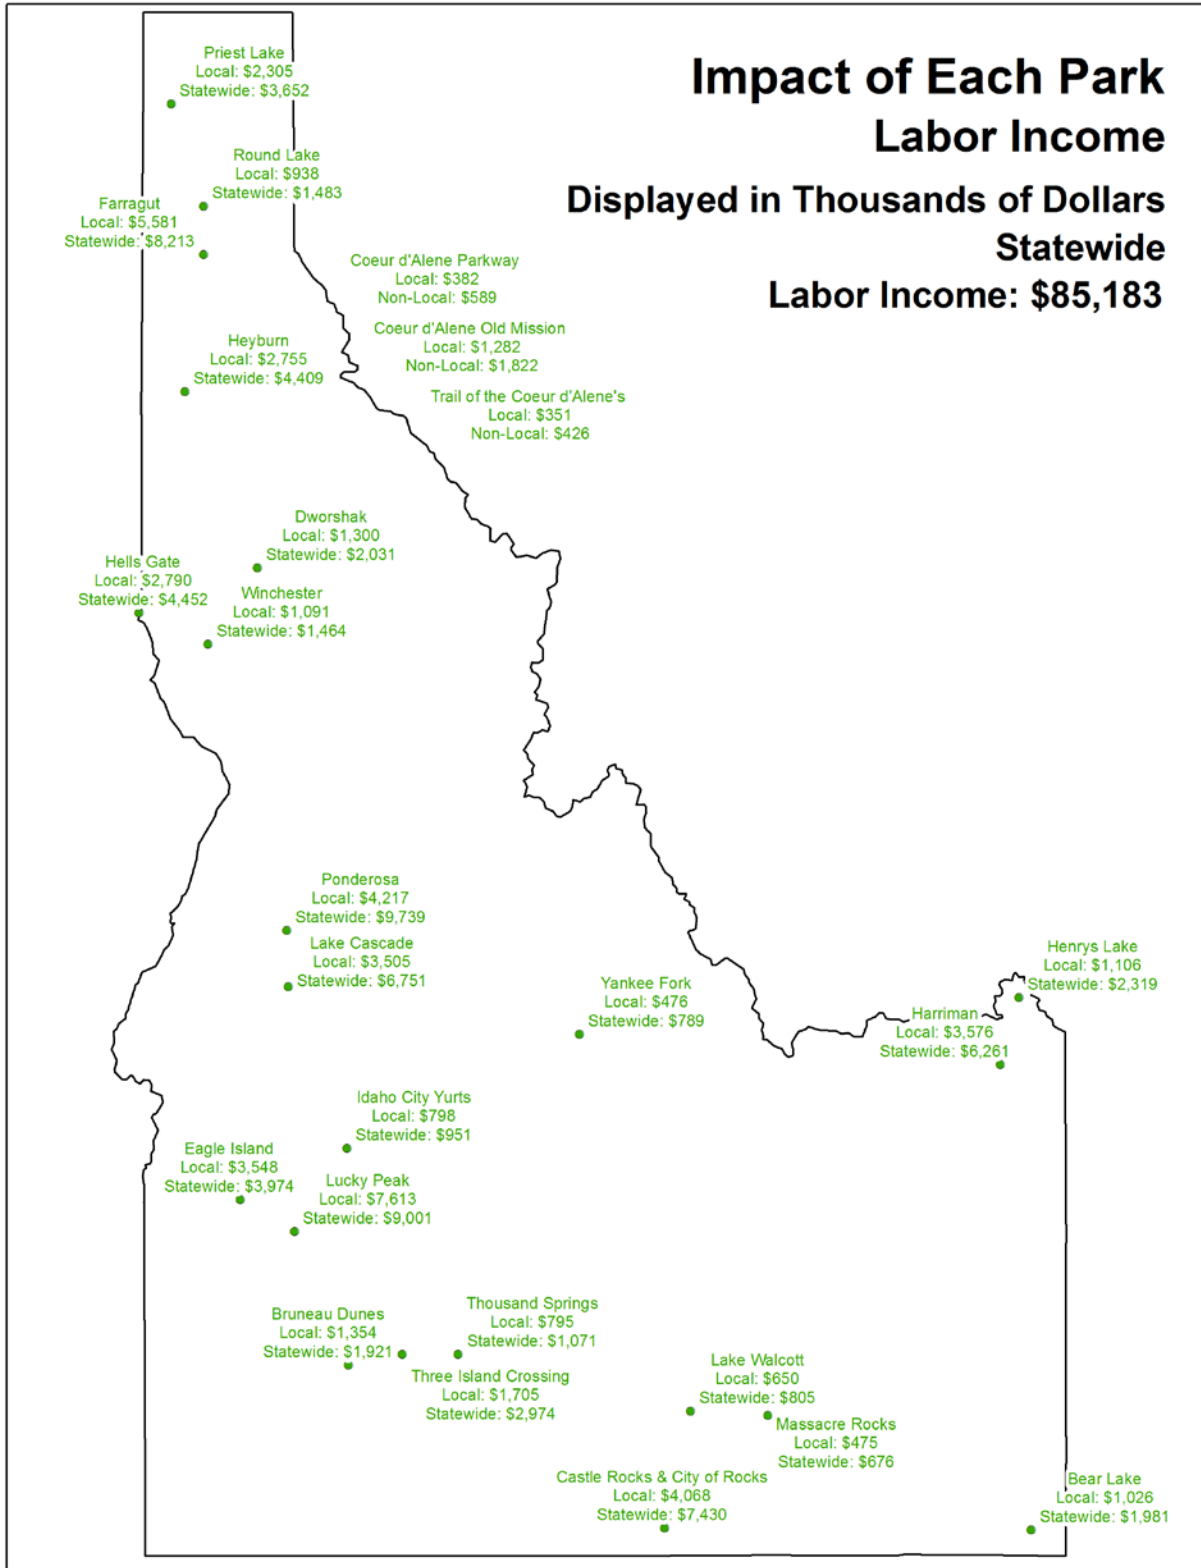 Impact of Each Park
Labor Income
Displayed in Thousands of Dollars
Statewide
Labor Income: $85,183
Priest Lake
Local: $2,305
Statewide: $3,652
Round Lake
Local: $938
Statewide: $1,483
Farragut
Local: $5,581
Statewide: $8,213
Coeur d'Alene Parkway
Local: $382
Non-Local: $589
Coeur d'Alene Old Mission
Local: $1,282
Non-Local: $1,822
Heyburn
Local: $2,755
Statewide: $4,409
Trail of the Coeur d'Alene's
Local: $351
Non-Local: $426
Dworshak
Local: $1,300
Statewide: $2,031
Hells Gate
Local: $2,790
Statewide: $4,452
Winchester
Local: $1,091
Statewide: $1,464
Ponderosa
Local: $4,217
Statewide: $9,739
Lake Cascade
Local: $3,505
Statewide: $6,751
Yankee Fork
Local: $476
Statewide: $789
Henrys Lake
Local: $1,106
Statewide: $2,319
Harriman
Local: $3,576
Statewide: $6,261
Idaho City Yurts
Local: $798
Statewide: $951
Eagle Island
Local: $3,548
Statewide: $3,974
Lucky Peak
Local: $7,613
Statewide: $9,001
Thousand Springs
Local: $795
Statewide: $1,071
Bruneau Dunes
Local: $1,354
Statewide: $1,921
Three Island Crossing
Local: $1,705
Statewide: $2,974
Lake Walcott
Local: $650
Statewide: $805
Massacre Rocks
Local: $475
Statewide: $676
Castle Rocks & City of Rocks
Local: $4,068
Statewide: $7,430
Bear Lake
Local: $1,026
Statewide: $1,981